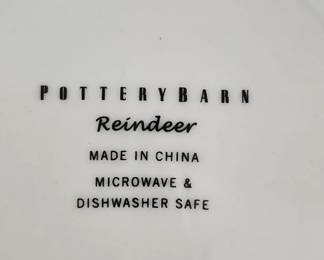 POTTERYBARN
Reindeer
MADE IN CHINA
MICROWAVE &
DISHWASHER SAFE